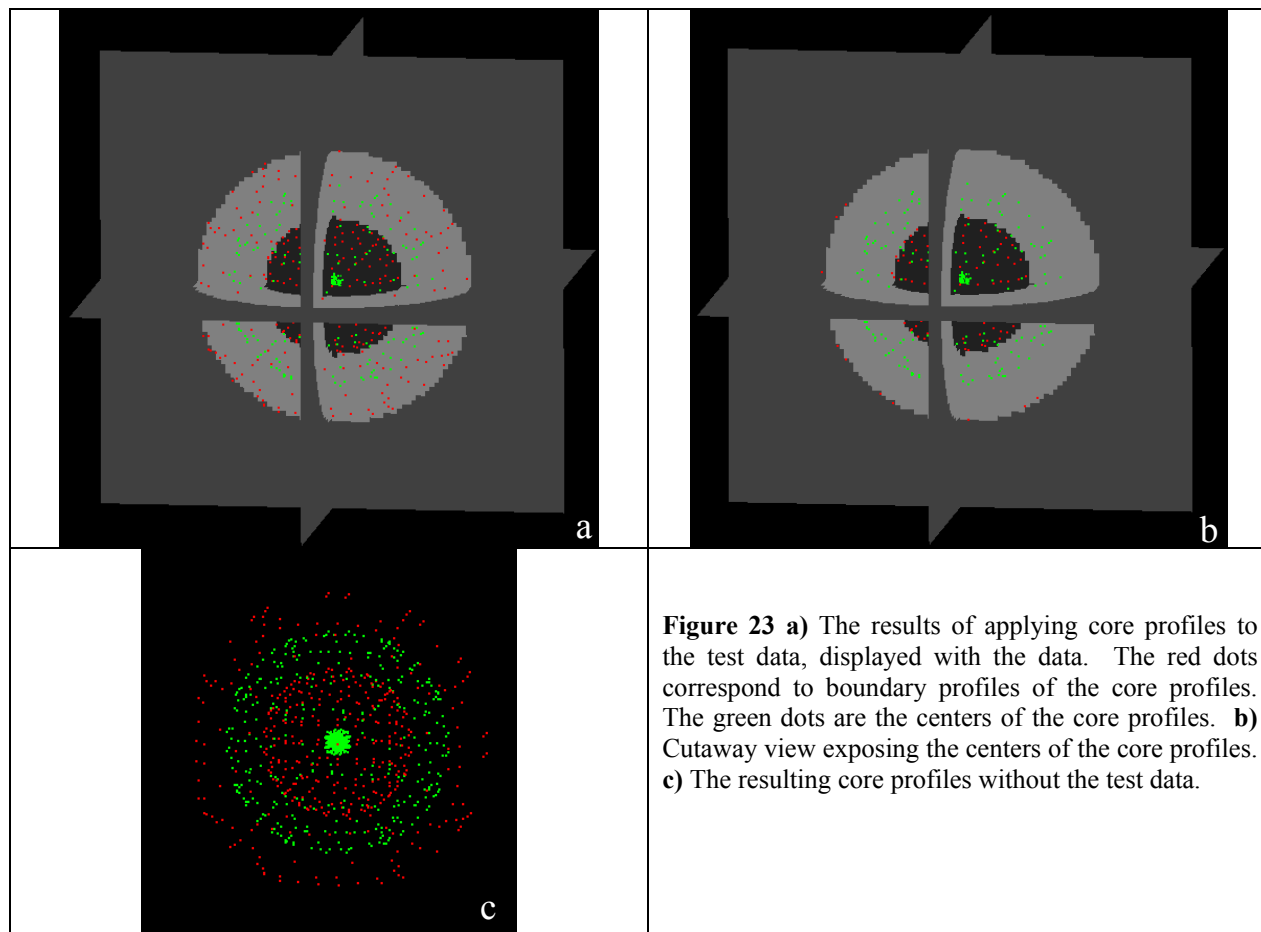 a
b
c
Figure 23 a) The results of applying core profiles to
the test data, displayed with the data. The red dots
correspond to boundary profiles of the core profiles.
The green dots are the centers of the core profiles. b)
Cutaway view exposing the centers of the core profiles.
c) The resulting core profiles without the test data.